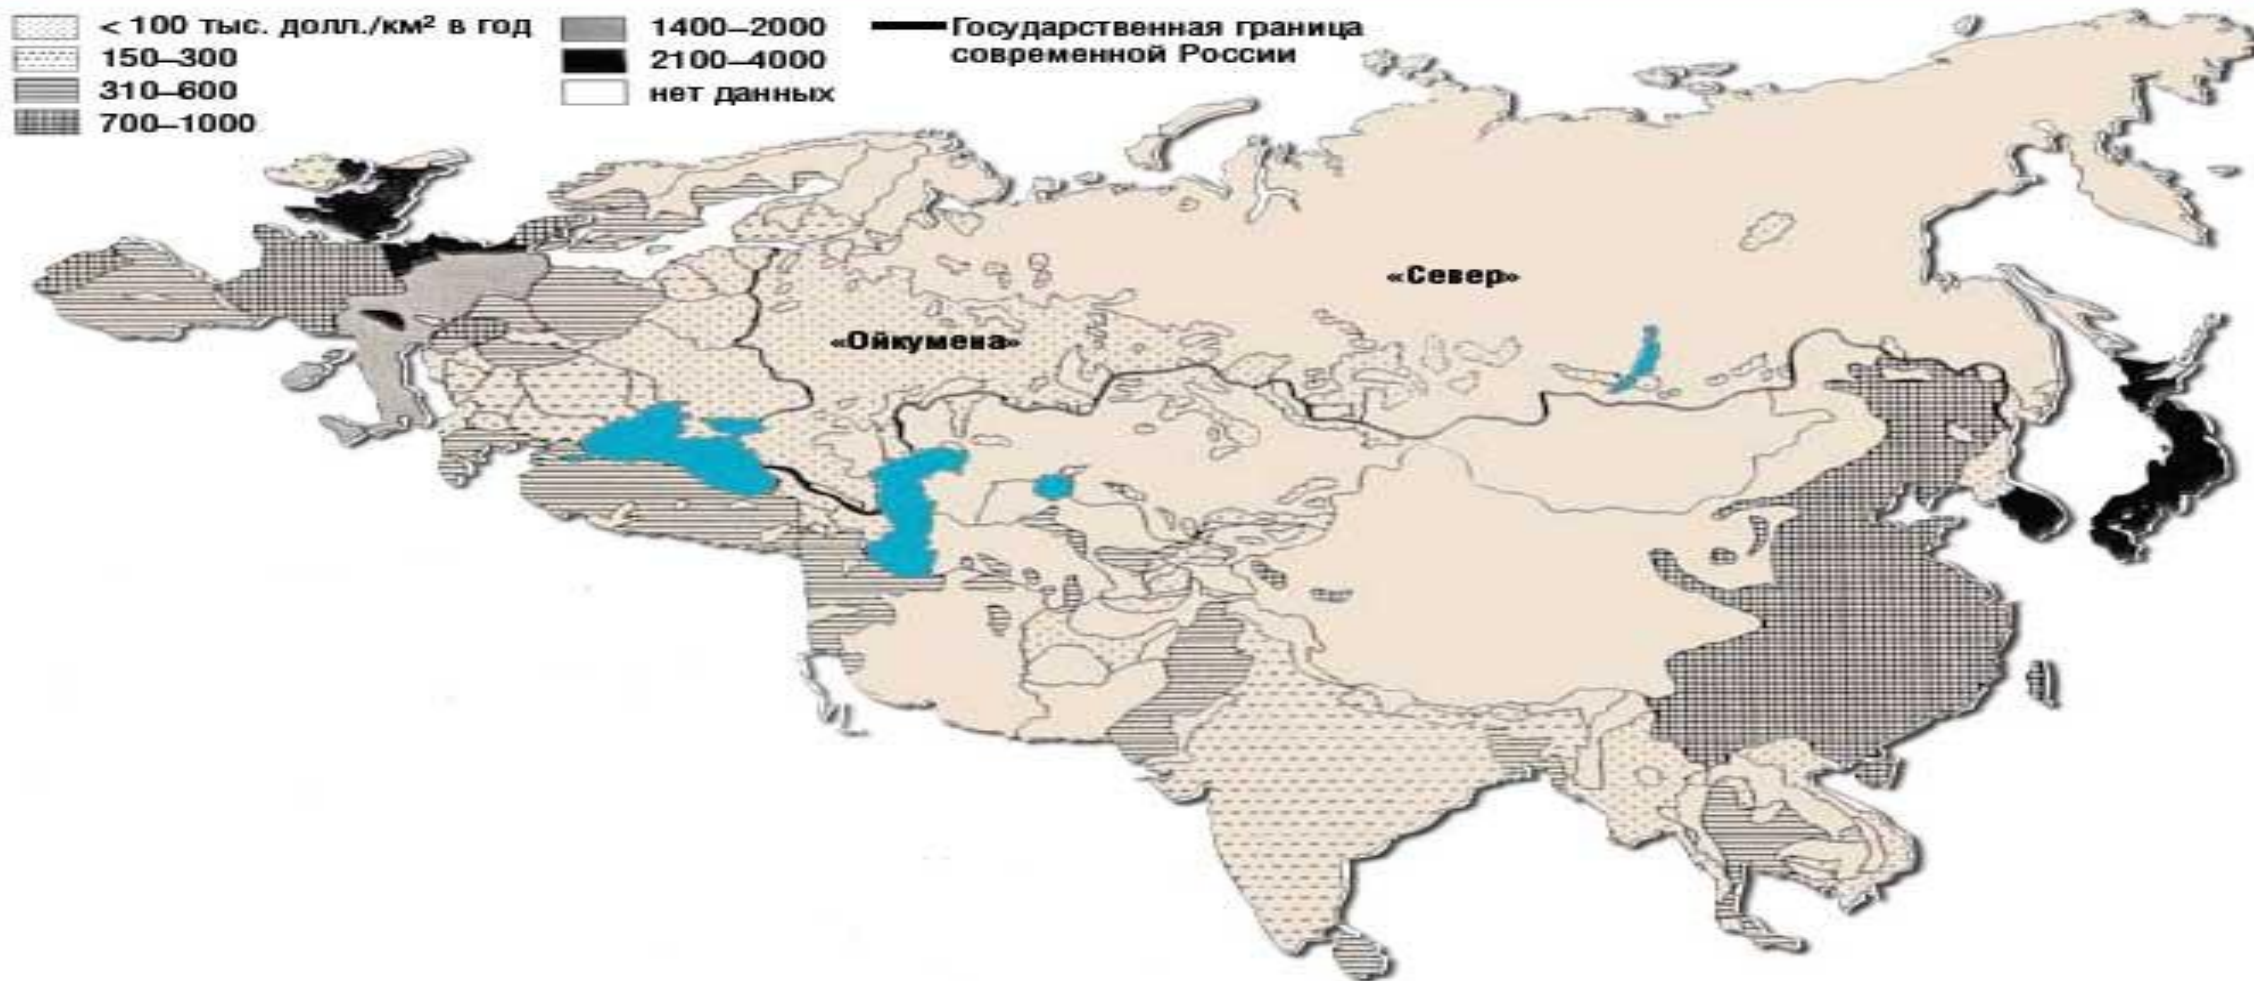 < 100 тыс. долл./км² в год
150–300
310–600
700–1000
1400–2000
2100–4000
нет данных
Государственная граница
современной России
«Север»
«Ойкумена»